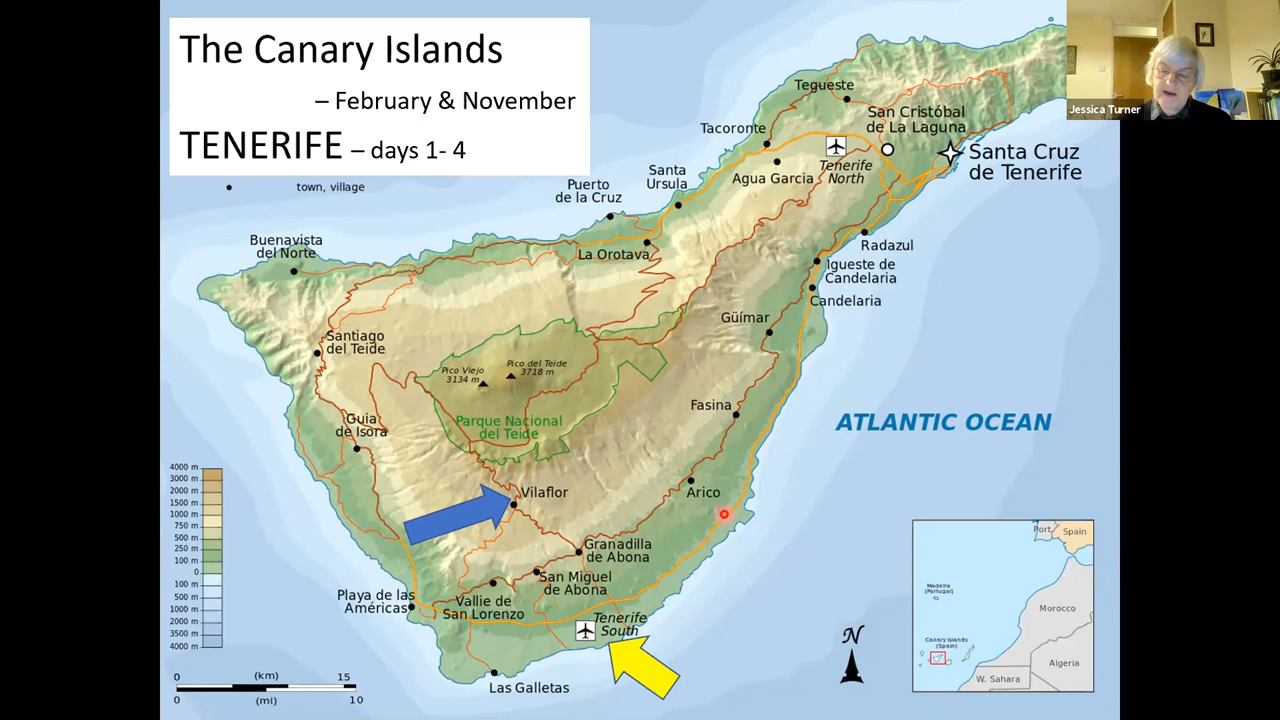 The Canary Islands
– February & November
TENERIFE – days 1- 4
town, village
Jessica Turner
Tegueste
San Cristóbal
de La Laguna
Tacoronte
Santa Cruz
de Tenerife
Tenerife
North
Agua Garcia
Santa
Ursula
Puerto
de la Cruz
La Orotava
Buenavista
del Norte
Radazul
Igueste de
Candelaria
Candelaria
Güímar
Santiago
del Teide
Pico del Teide
3718 m
Pico Viejo
3134 m
Parque Nacional
del Teide
Fasina
Guia
de Isora
ATLANTIC OCEAN
Vilaflor
Arico
Granadilla
de Abona
San Miguel
de Abona
Playa de las
Américas
Vallie de
San Lorenzo
Tenerife
South
Las Galletas
4000 m
3000 m
2000 m
1500 m
1000 m
750 m
500 m
250 m
100 m
0
100 m
500 m
1000 m
2000 m
3500 m
4000 m
0 (km) 15
0 (mi) 10
N
Port.
Spain
Madeira
(Portugal)
Morocco
Canary Islands
(Spain)
Algeria
W. Sahara